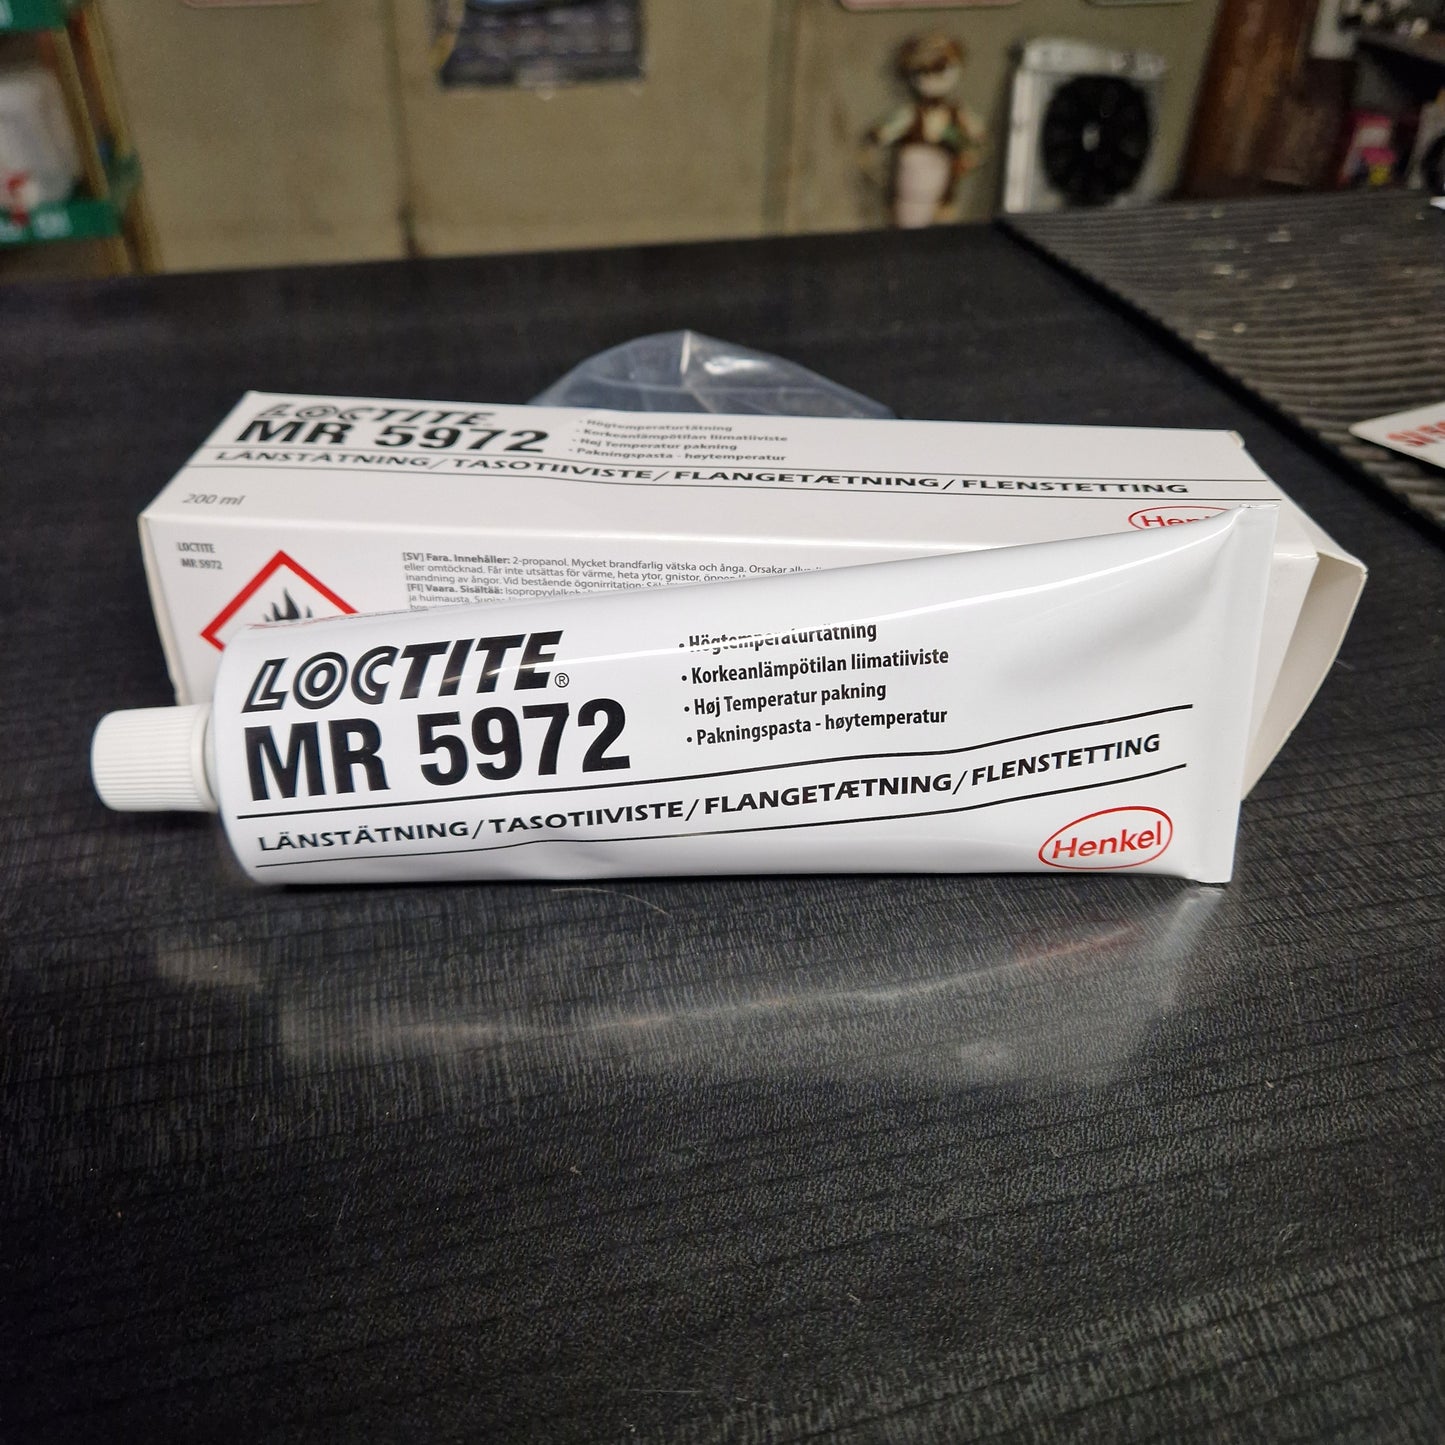 LOCTITE
MR 5972
• Högtemperaturtätning
• Korkeanlämpötilan liimatiiviste
• Høj Temperatur pakning
• Pakningspasta - høytemperatur
LÄNSTÄTNING/TASOTIIVISTE/FLANGETÆTNING/FLENSTETTING
200 ml
Henkel
LOCTITE
MR 5972
[SV] Fara. Innehåller: 2-propanol. Mycket brandfarlig vätska och ånga. Orsakar
eller omtöcknad. Får inte utsättas för värme, heta ytor, gnistor,
inandning av ångor. Vid bestående ögonirritation:
[FI] Vaara. Sisältää:
ja huimausta.
LOCTITE®
MR 5972
• Högtemperaturtätning
• Korkeanlämpötilan liimatiiviste
• Høj Temperatur pakning
• Pakningspasta - høytemperatur
LÄNSTÄTNING/TASOTIIVISTE/FLANGETÆTNING/FLENSTETTING
Henkel